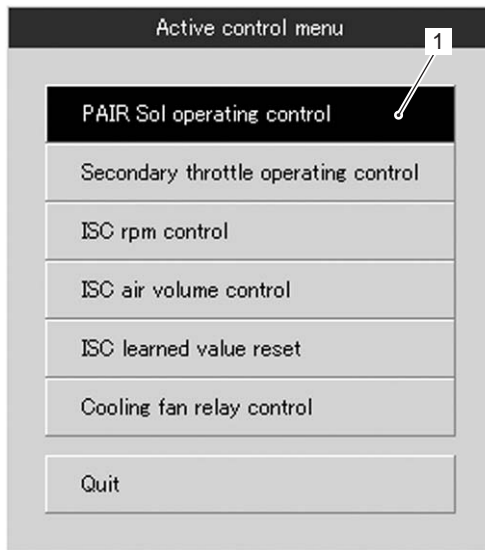 Active control menu
1
PAIR Sol operating control
Secondary throttle operating control
ISC rpm control
ISC air volume control
ISC learned value reset
Cooling fan relay control
Quit